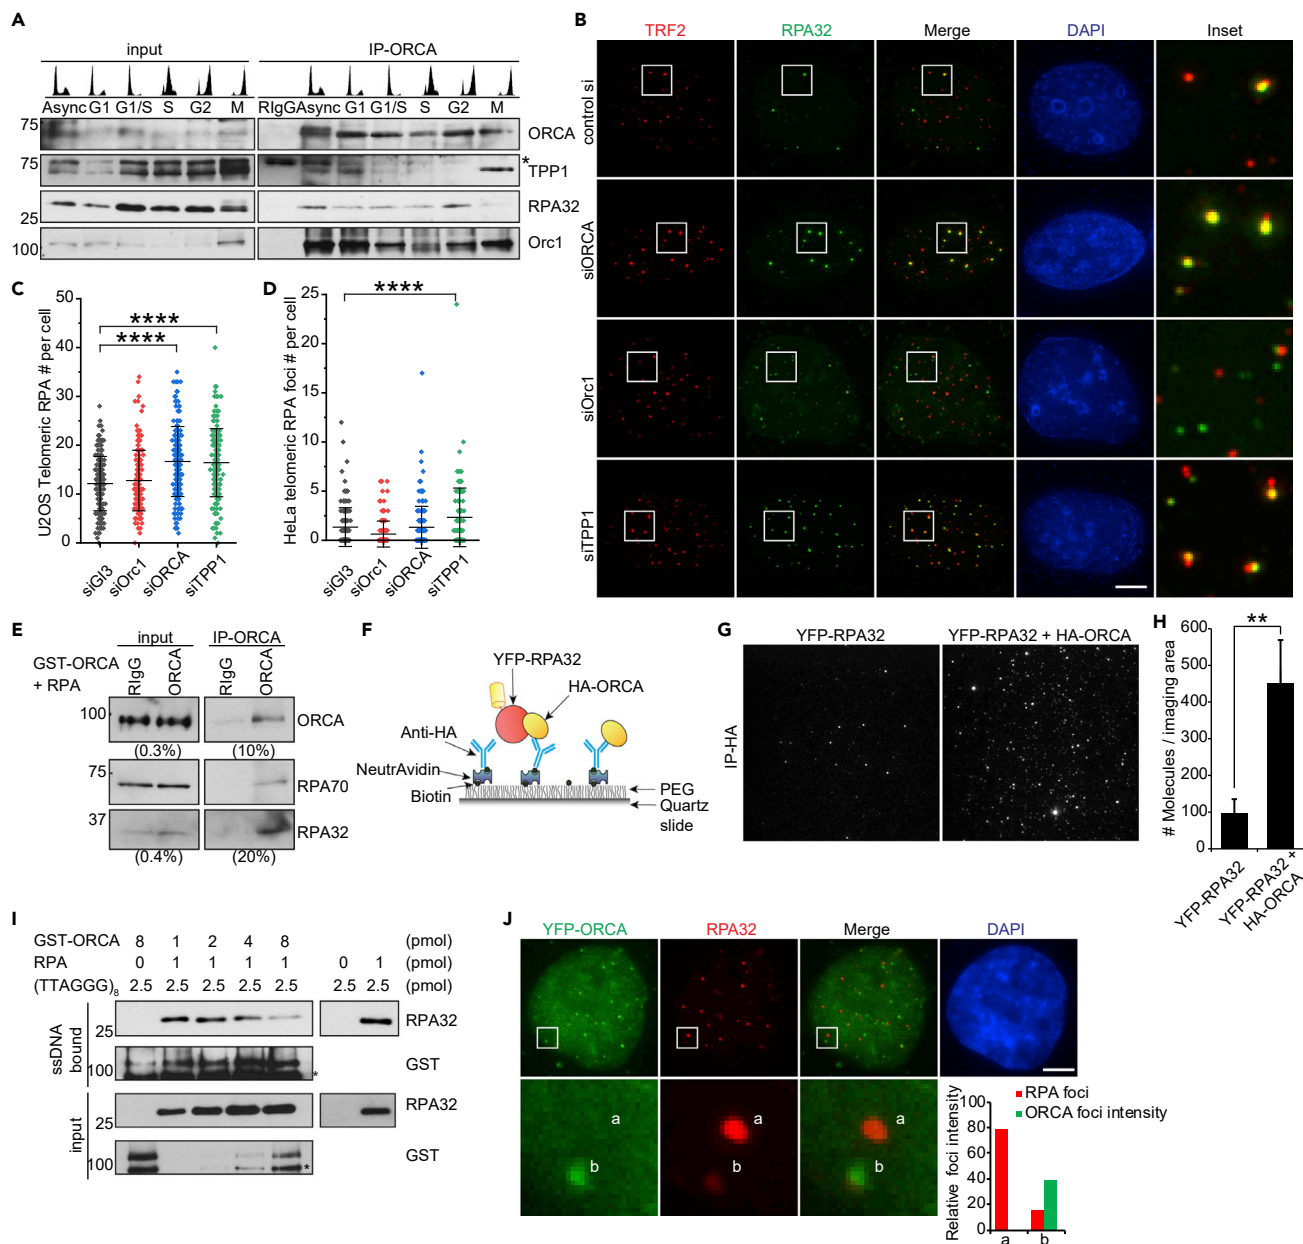 A
input
IP-ORCA
Async G1 G1/S S G2 M
RIgG Async G1 G1/S S G2 M
75
ORCA
75
*
TPP1
25
RPA32
100
Orc1
B
TRF2
RPA32
Merge
DAPI
Inset
control si
siORCA
siOrc1
siTPP1
C
U2OS Telomeric RPA # per cell
50
40
30
20
10
0
****
****
siGl3
siOrc1
siORCA
siTPP1
D
HeLa telomeric RPA foci # per cell
25
20
15
10
5
0
****
siGl3
siOrc1
siORCA
siTPP1
E
input
IP-ORCA
GST-ORCA
+ RPA
RIgG
ORCA
RIgG
ORCA
100
ORCA
(0.3%)
(10%)
75
RPA70
37
RPA32
(0.4%)
(20%)
F
YFP-RPA32
HA-ORCA
Anti-HA
NeutrAvidin
Biotin
PEG
Quartz
slide
G
YFP-RPA32
YFP-RPA32 + HA-ORCA
IP-HA
H
# Molecules / imaging area
600
500
400
300
200
100
0
**
YFP-RPA32
YFP-RPA32 +
HA-ORCA
I
GST-ORCA 8 1 2 4 8 (pmol)
RPA 0 1 1 1 1 0 1 (pmol)
(TTAGGG)8 2.5 2.5 2.5 2.5 2.5 2.5 2.5 (pmol)
ssDNA
bound
25
RPA32
100
*
GST
input
25
RPA32
100
*
GST
J
YFP-ORCA
RPA32
Merge
DAPI
a
b
a
b
a
b
RPA foci
ORCA foci intensity
Relative foci intensity
100
80
60
40
20
0
a
b